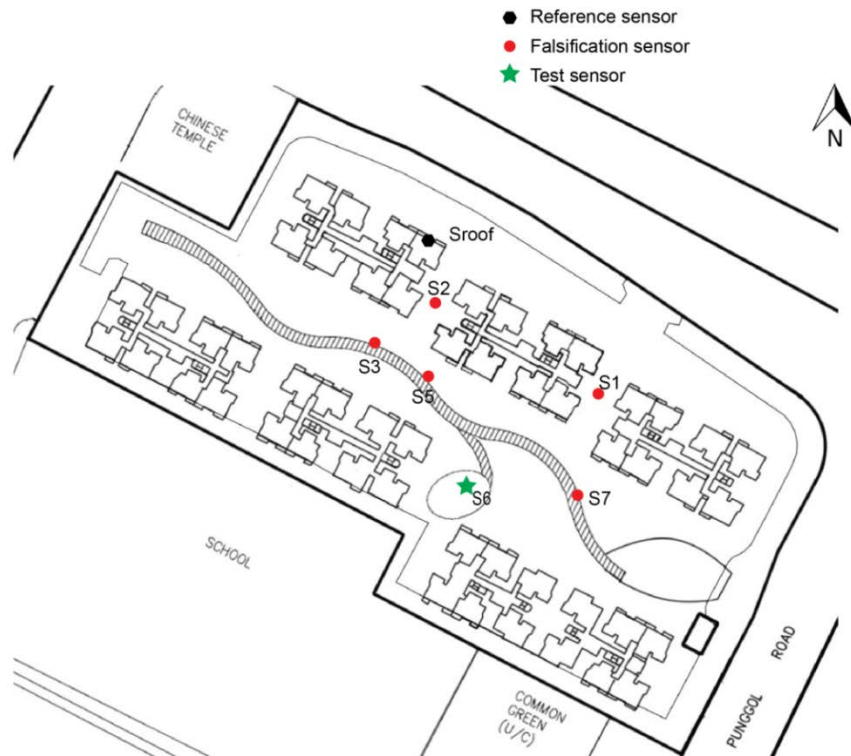 Reference sensor
Falsification sensor
Test sensor
N
CHINESE
TEMPLE
Sroof
S2
S3
S5
S1
S6
S7
SCHOOL
COMMON
GREEN
(U/C)
PUNGGOL ROAD